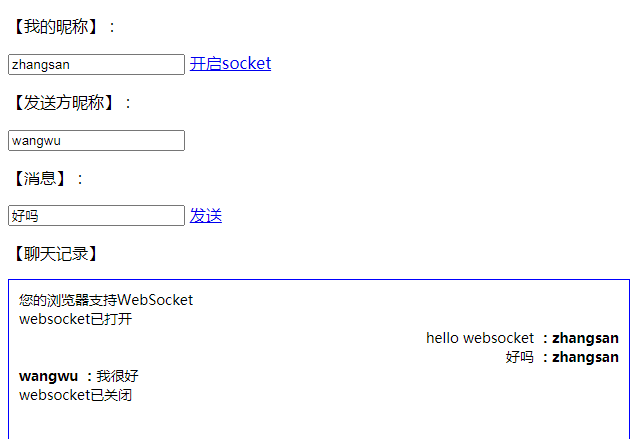 【我的昵称】：
zhangsan 开启socket
【发送方昵称】：
wangwu
【消息】：
好吗 发送
【聊天记录】
您的浏览器支持WebSocket
websocket已打开
hello websocket ：zhangsan
好吗 ：zhangsan
wangwu ：我很好
websocket已关闭